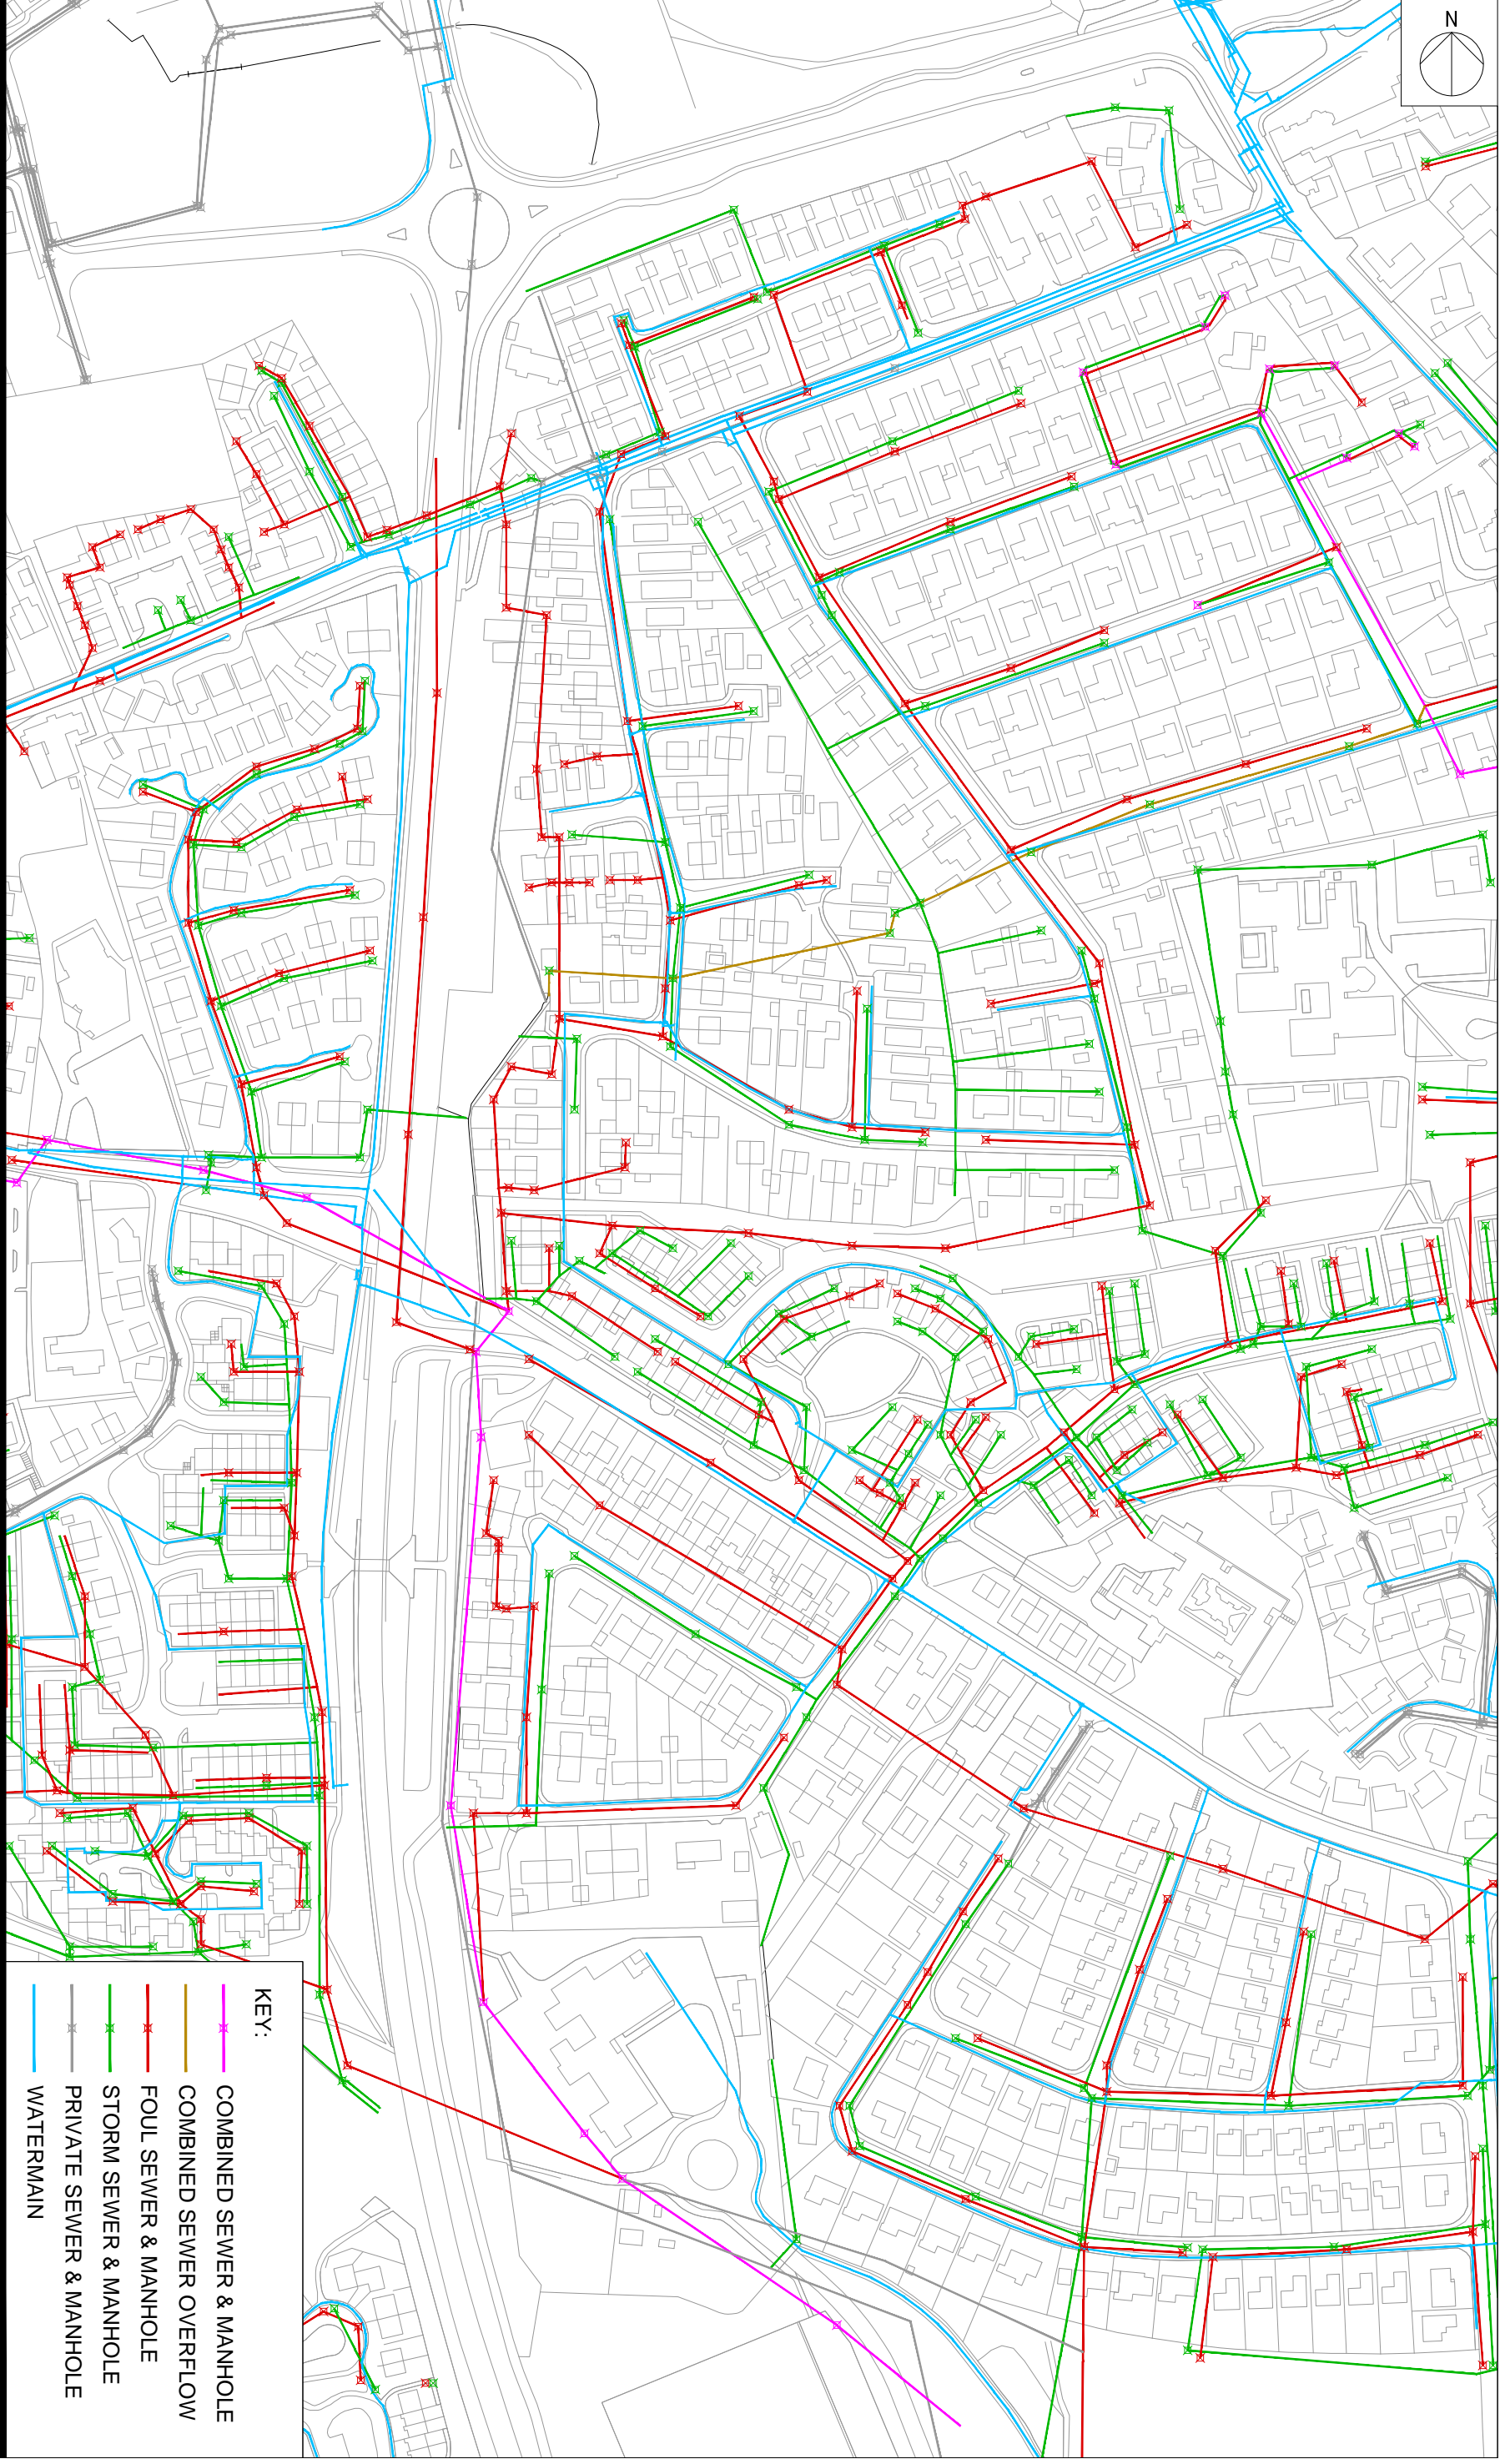 N
KEY:
COMBINED SEWER & MANHOLE
COMBINED SEWER OVERFLOW
FOUL SEWER & MANHOLE
STORM SEWER & MANHOLE
PRIVATE SEWER & MANHOLE
WATERMAIN